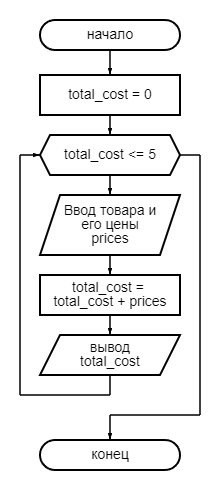 начало
total_cost = 0
total_cost <= 5
Ввод товара и
его цены
prices
total_cost =
total_cost + prices
вывод
total_cost
конец